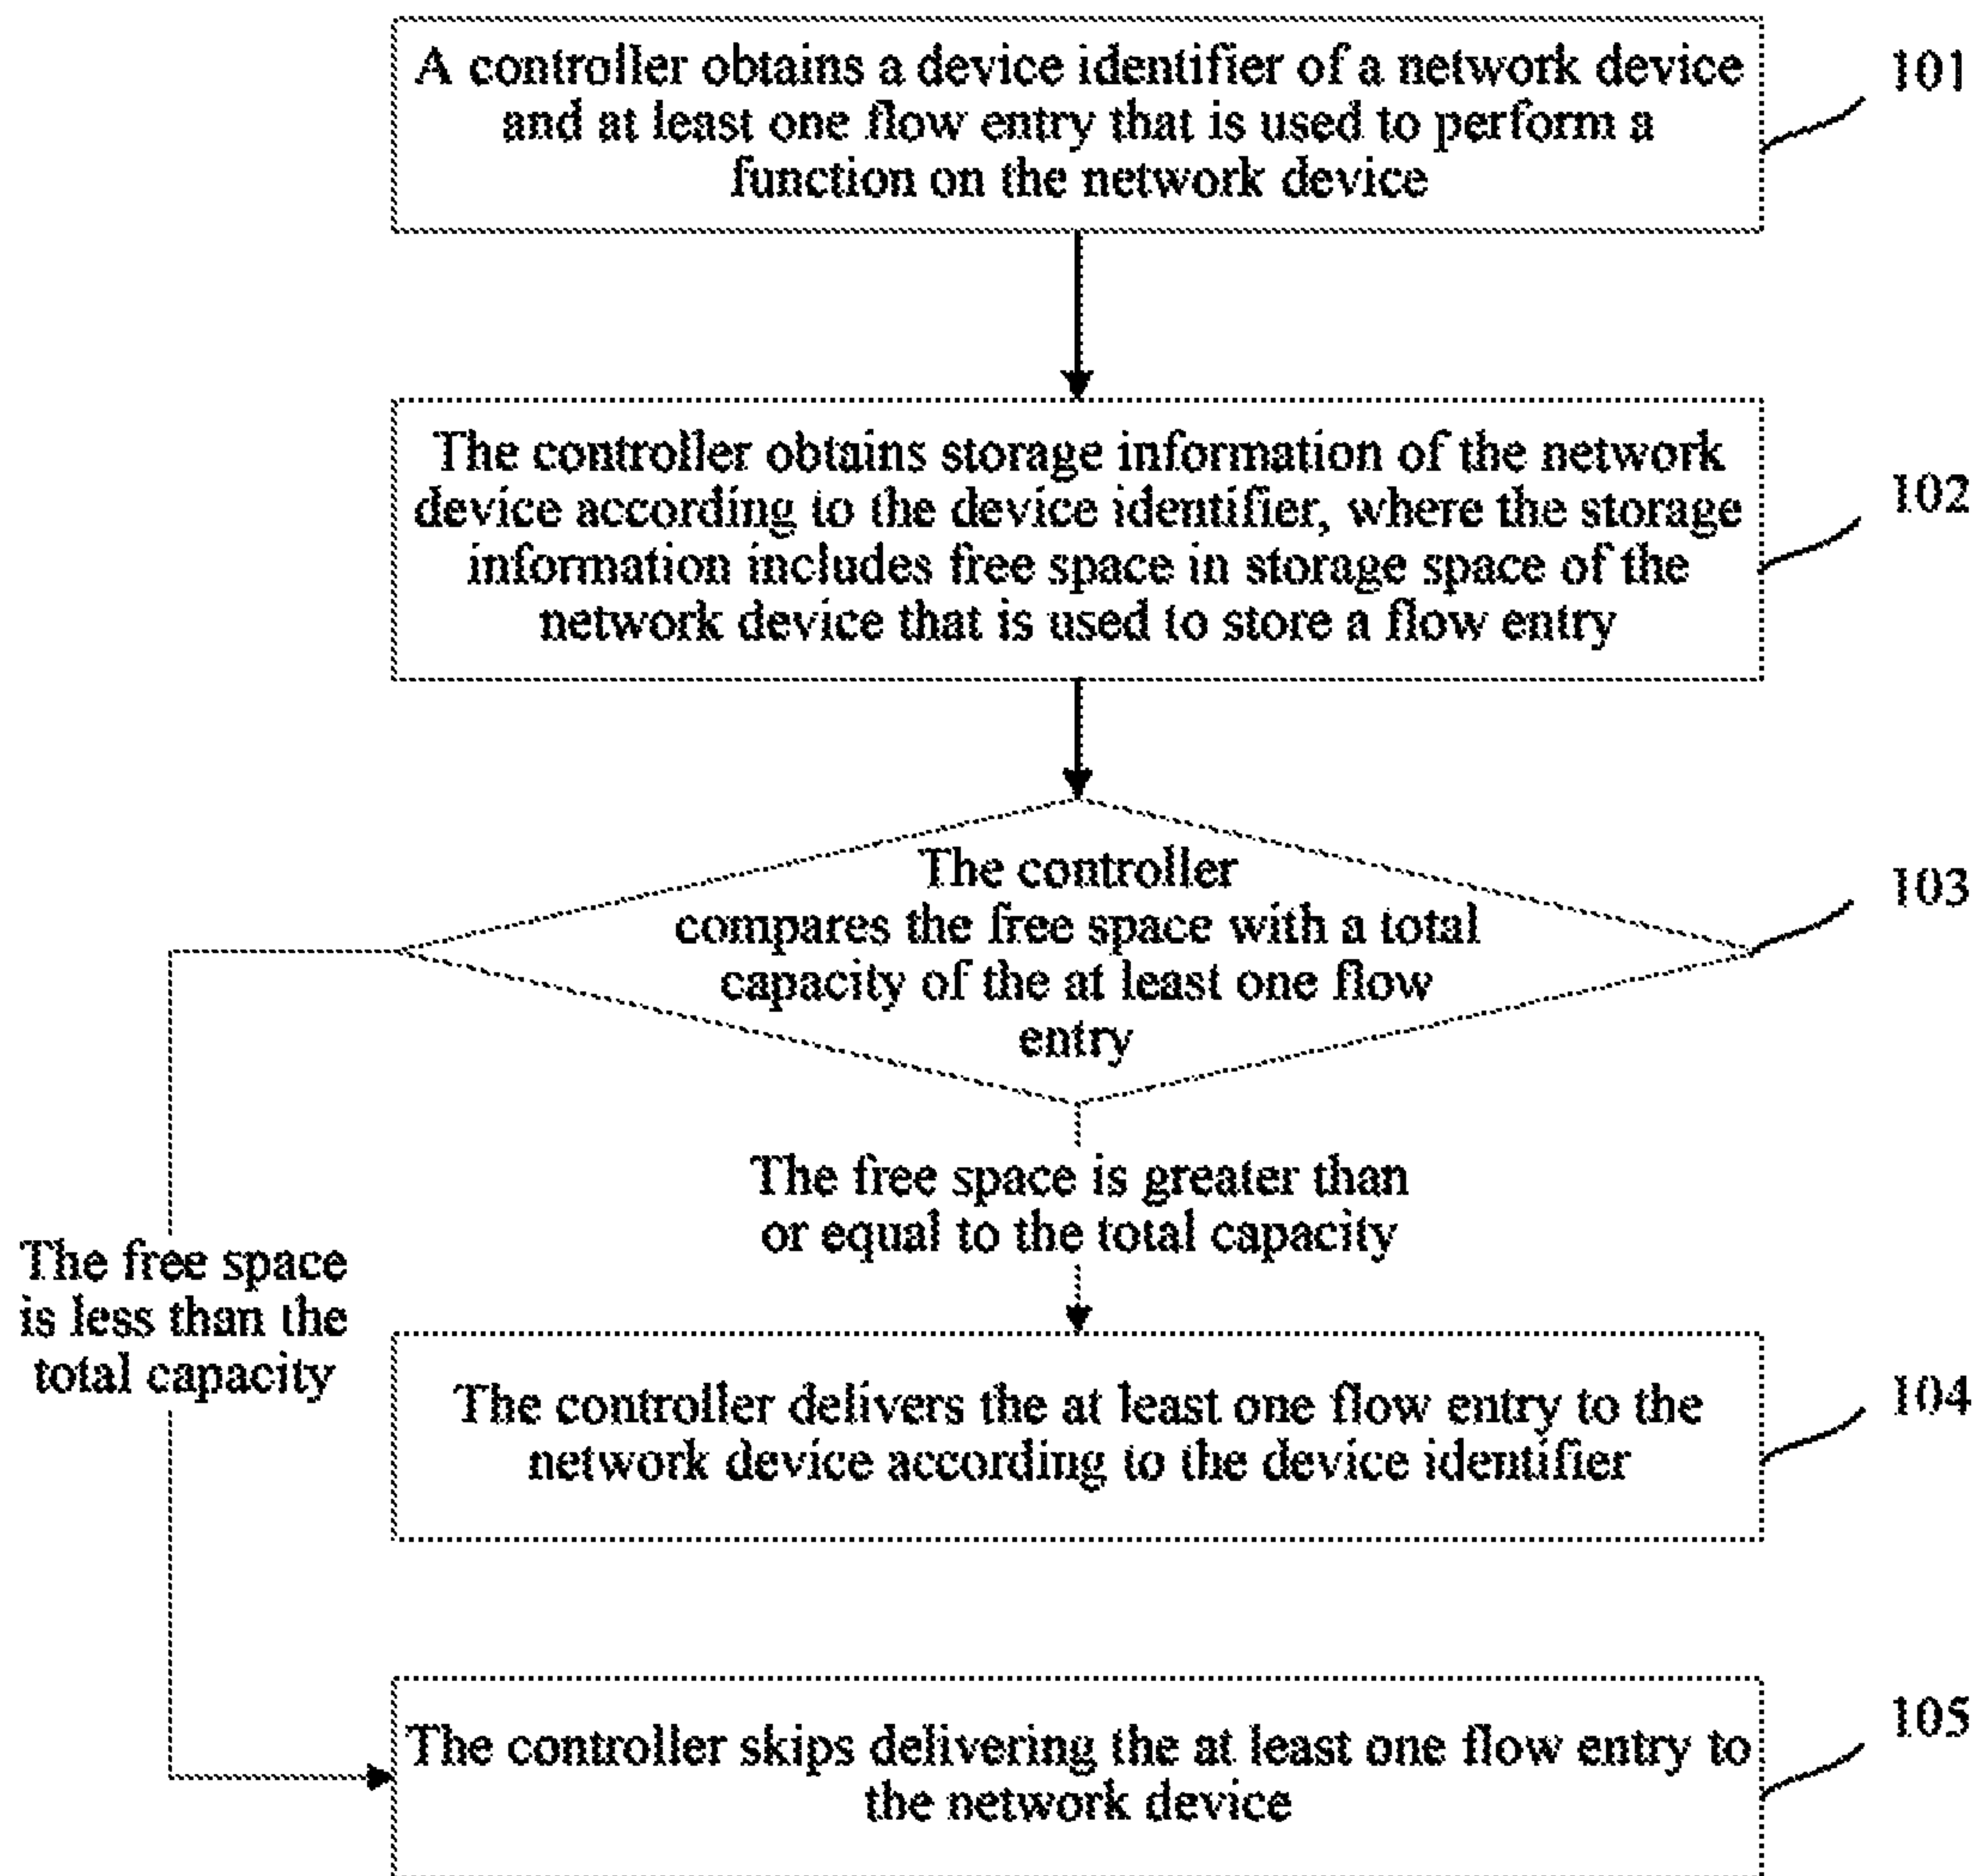 A controller obtains a device identifier of a network device
and at least one flow entry that is used to perform a
function on the network device
101
The controller obtains storage information of the network
device according to the device identifier, where the storage
information includes free space in storage space of the
network device that is used to store a flow entry
102
The controller
compares the free space with a total
capacity of the at least one flow
entry
103
The free space is greater than
or equal to the total capacity
The free space
is less than the
total capacity
The controller delivers the at least one flow entry to the
network device according to the device identifier
104
The controller skips delivering the at least one flow entry to
the network device
105